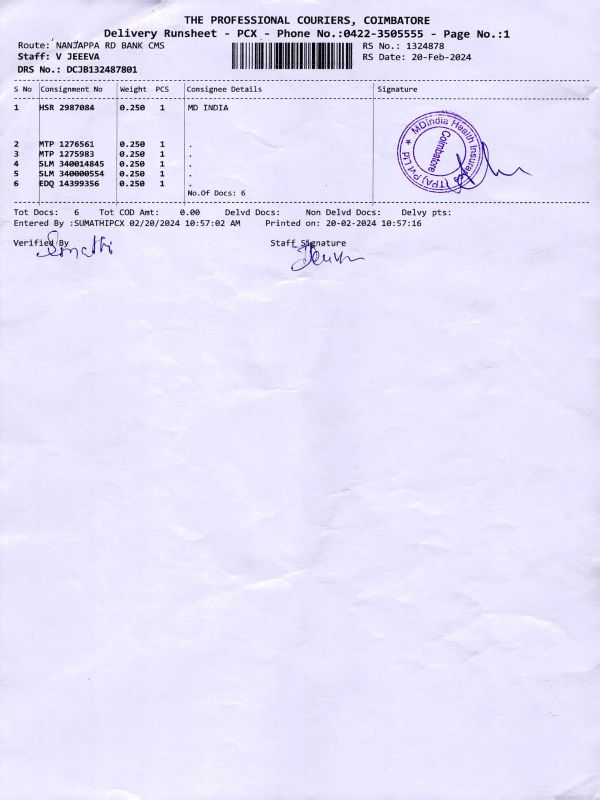 THE PROFESSIONAL COURIERS, COIMBATORE
Delivery Runsheet - PCX - Phone No.:0422-3505555 - Page No.:1
Route: NANJAPPA RD BANK CMS RS No.: 1324878
Staff: V JEEEVA RS Date: 20-Feb-2024
DRS No.: DCJB132487801
S No Consignment No Weight PCS Consignee Details Signature
1 HSR 2987084 0.250 1 MD INDIA
MDIndia Health Insurance (TPA) Pvt Ltd ★
Coimbatore
2 MTP 1276561 0.250 1 .
3 MTP 1275983 0.250 1 .
4 SLM 340014845 0.250 1 .
5 SLM 340000554 0.250 1 .
6 EDQ 14399356 0.250 1 .
No.Of Docs: 6
Tot Docs: 6 Tot COD Amt: 0.00 Delvd Docs: Non Delvd Docs: Delvy pts:
Entered By :SUMATHIPCX 02/20/2024 10:57:02 AM Printed on: 20-02-2024 10:57:16
Verified By Staff Signature